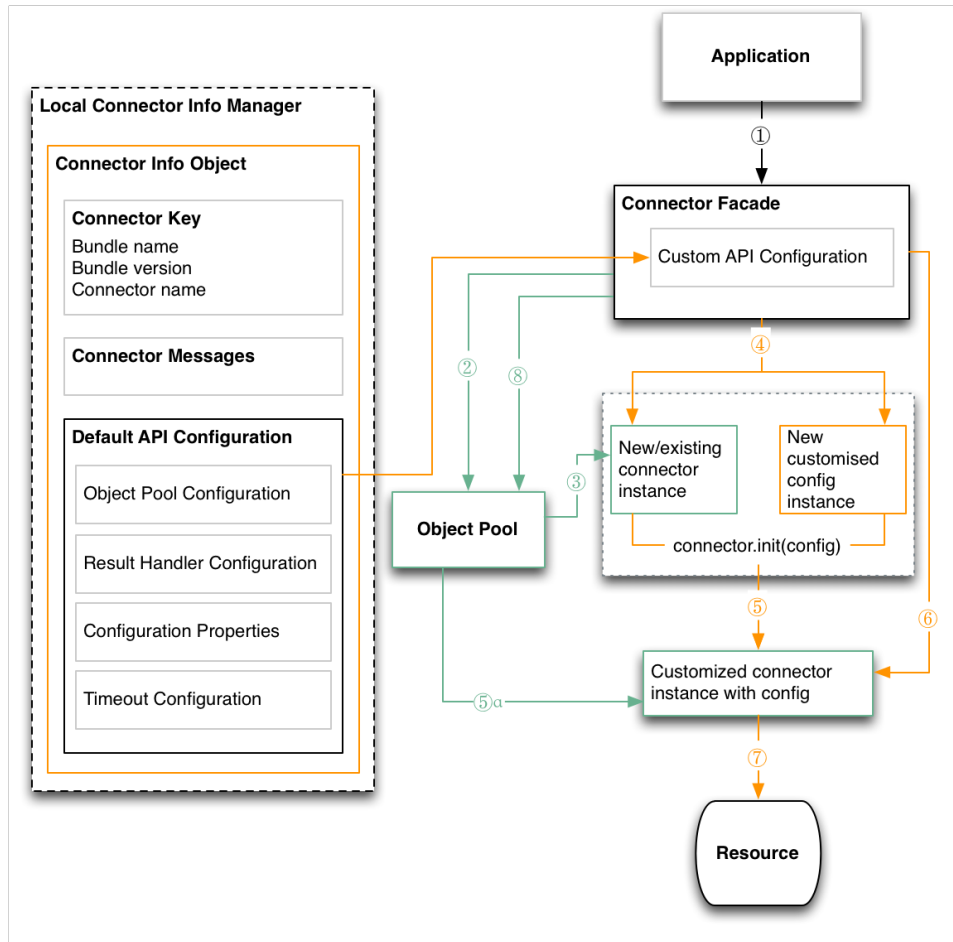 Application
Local Connector Info Manager
①
Connector Info Object
Connector Key
Bundle name
Bundle version
Connector name
Connector Facade
Custom API Configuration
Connector Messages
②
⑧
④
⑥
Default API Configuration
Object Pool Configuration
Result Handler Configuration
Configuration Properties
Timeout Configuration
Object Pool
③
New/existing
connector
instance
New
customised
config
instance
connector.init(config)
⑤
⑤a
Customized connector
instance with config
⑦
Resource